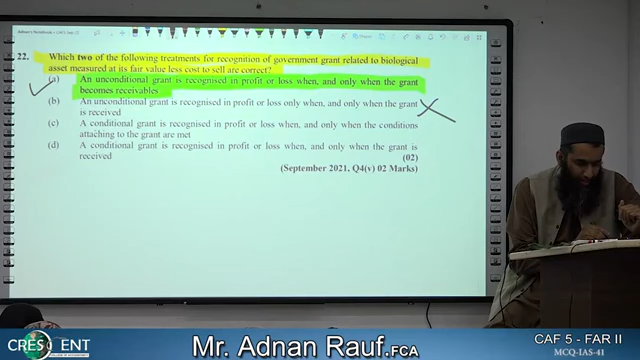 Adnan's Notebook - CAF
22. Which two of the following treatments for recognition of government grant related to biological
asset measured at its fair value less cost to sell are correct?
(a) An unconditional grant is recognised in profit or loss when, and only when the grant
becomes receivables
(b) An unconditional grant is recognised in profit or loss only when, and only when the grant
is received
(c) A conditional grant is recognised in profit or loss when, and only when the conditions
attaching to the grant are met
(d) A conditional grant is recognised in profit or loss when, and only when the grant is
received (02)
(September 2021, Q4(v) 02 Marks)
CRESCENT
Mr. Adnan Rauf.FCA
CAF 5 - FAR II
MCQ-IAS-41